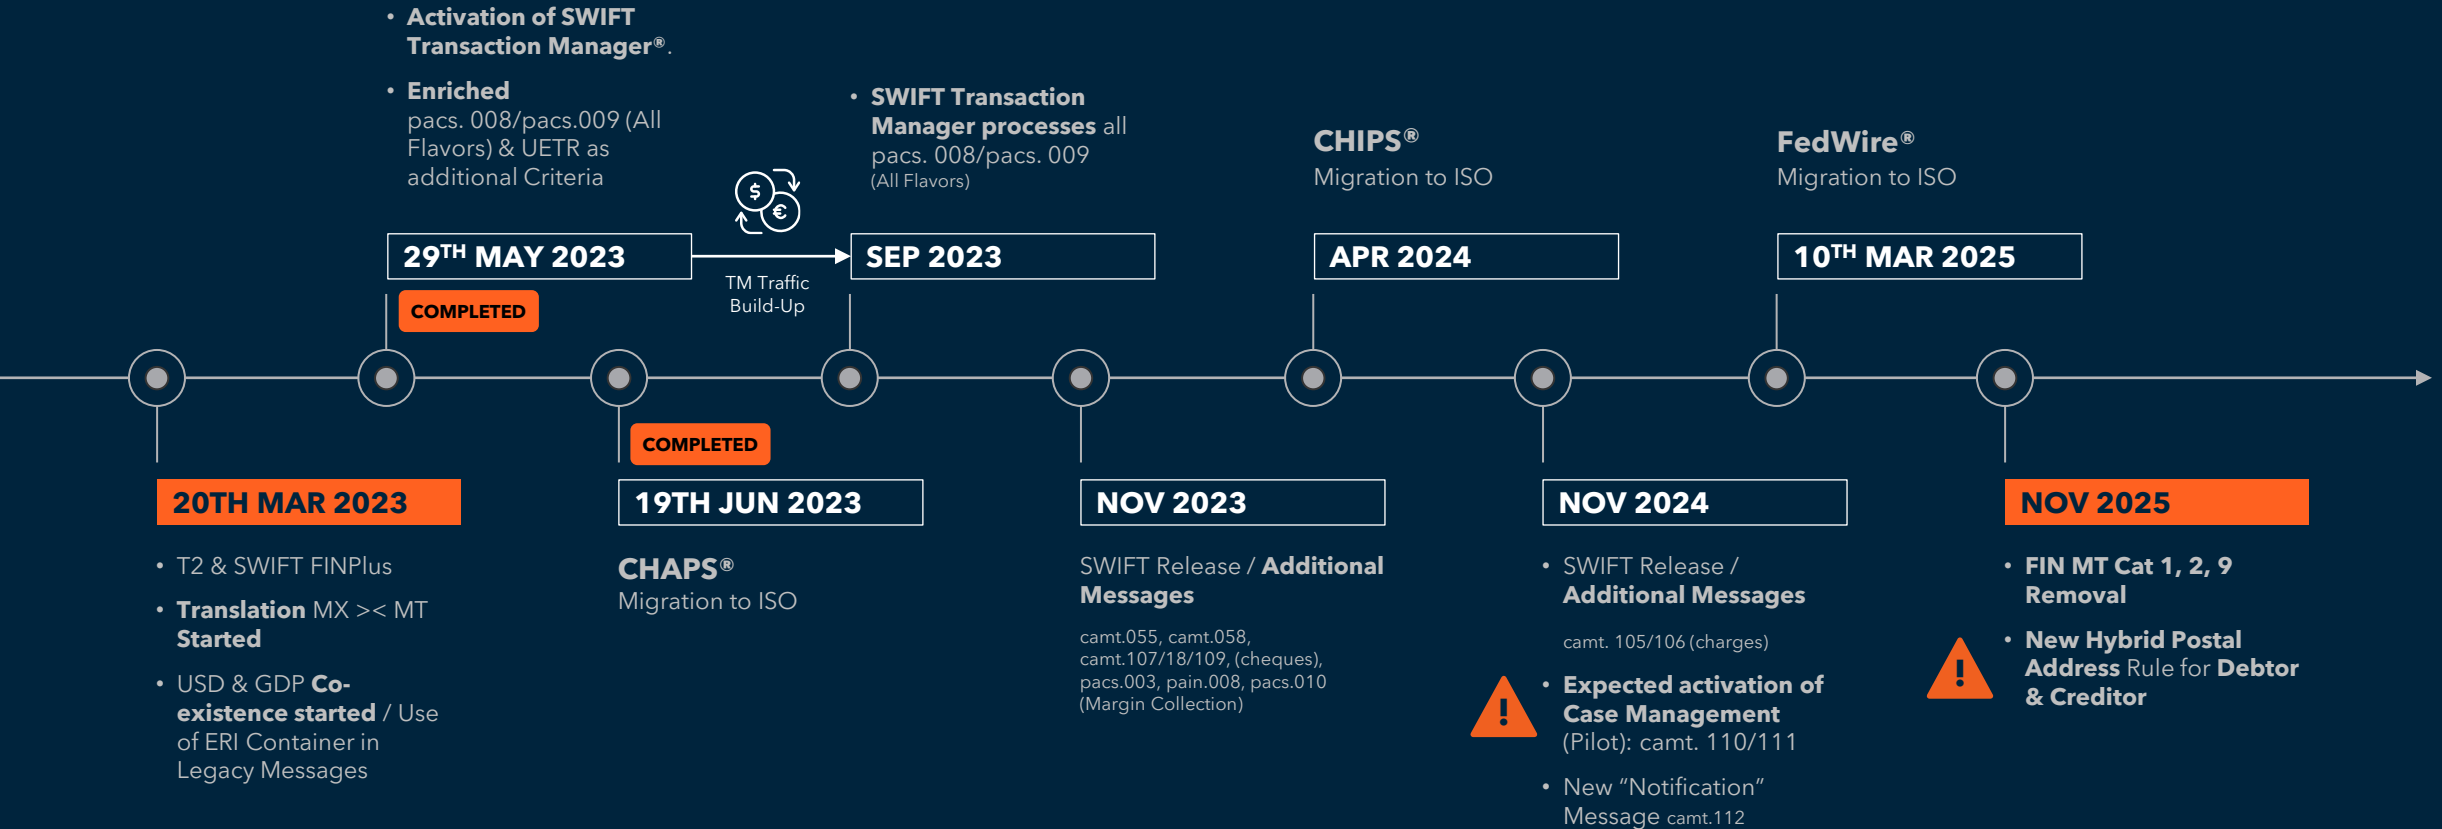 • Activation of SWIFT
Transaction Manager®.
• Enriched
pacs. 008/pacs.009 (All
Flavors) & UETR as
additional Criteria
29TH MAY 2023
COMPLETED
$
€
TM Traffic
Build-Up
• SWIFT Transaction
Manager processes all
pacs. 008/pacs. 009
(All Flavors)
SEP 2023
CHIPS®
Migration to ISO
APR 2024
FedWire®
Migration to ISO
10TH MAR 2025
20TH MAR 2023
• T2 & SWIFT FINPlus
• Translation MX >< MT
Started
• USD & GDP Co-
existence started / Use
of ERI Container in
Legacy Messages
COMPLETED
19TH JUN 2023
CHAPS®
Migration to ISO
NOV 2023
SWIFT Release / Additional
Messages
camt.055, camt.058,
camt.107/18/109, (cheques),
pacs.003, pain.008, pacs.010
(Margin Collection)
NOV 2024
• SWIFT Release /
Additional Messages
camt. 105/106 (charges)
!
• Expected activation of
Case Management
(Pilot): camt. 110/111
• New “Notification”
Message camt.112
NOV 2025
• FIN MT Cat 1, 2, 9
Removal
!
• New Hybrid Postal
Address Rule for Debtor
& Creditor